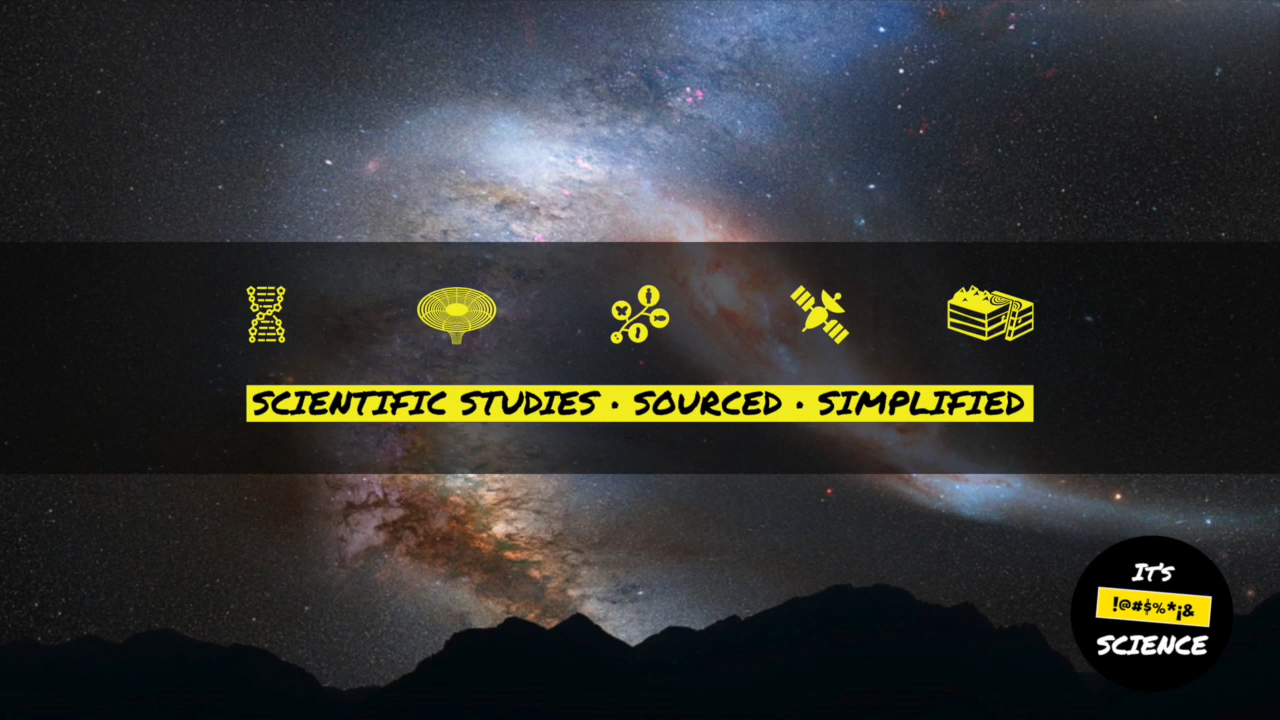 SCIENTIFIC STUDIES · SOURCED · SIMPLIFIED
IT'S
!@#$%*¡&
SCIENCE